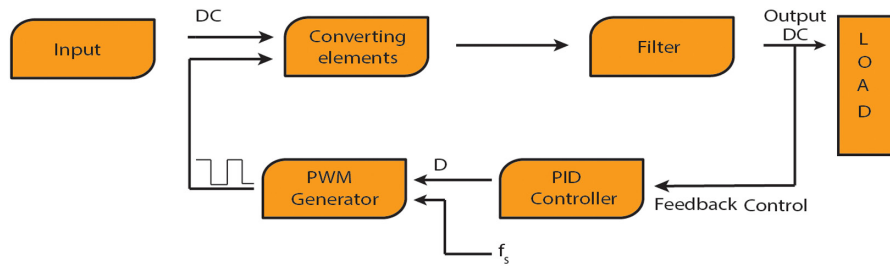 Input
DC
Converting
elements
Filter
Output
DC
L
O
A
D
PWM
Generator
D
PID
Controller
Feedback Control
fs